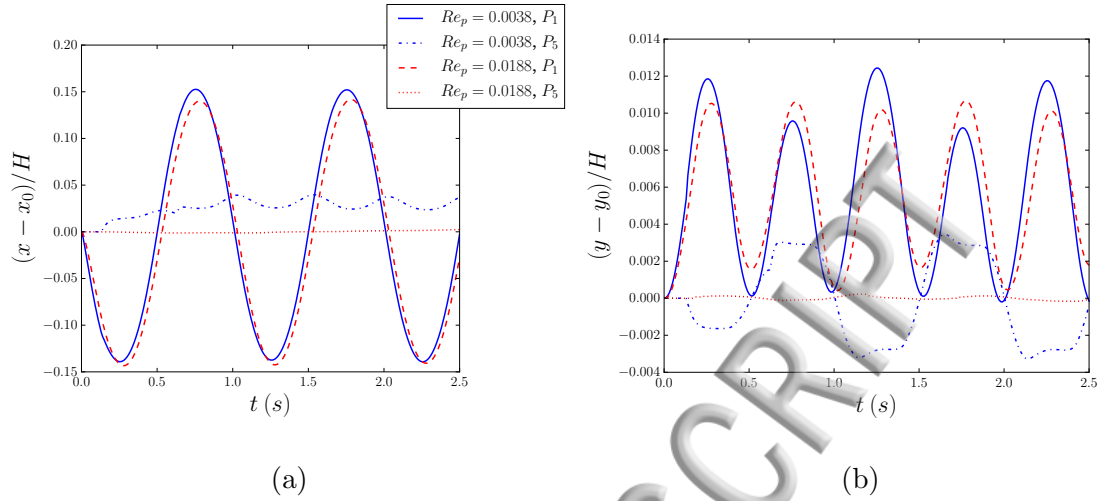 Re_p = 0.0038, P_1
Re_p = 0.0038, P_5
Re_p = 0.0188, P_1
Re_p = 0.0188, P_5
(x − x_0)/H
0.20
0.15
0.10
0.05
0.00
−0.05
−0.10
−0.15
0.0 0.5 1.0 1.5 2.0 2.5
t (s)
(a)
(y − y_0)/H
0.014
0.012
0.010
0.008
0.006
0.004
0.002
0.000
−0.002
−0.004
0.0 0.5 1.0 1.5 2.0 2.5
t (s)
(b)
CRIPT